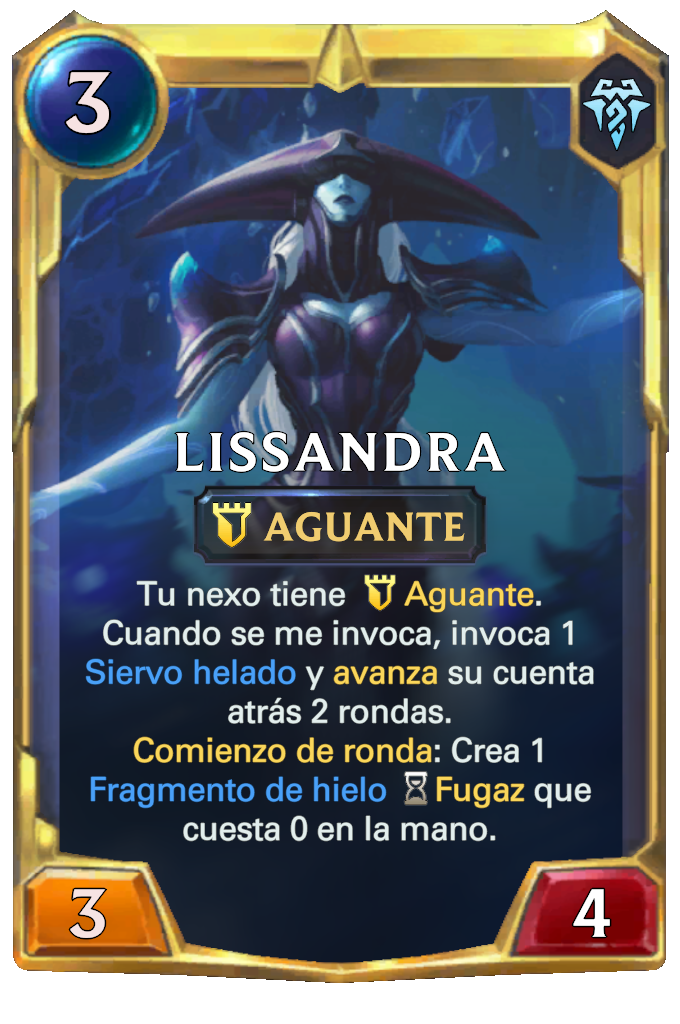 3
LISSANDRA
AGUANTE
Tu nexo tiene Aguante.
Cuando se me invoca, invoca 1
Siervo helado y avanza su cuenta
atrás 2 rondas.
Comienzo de ronda: Crea 1
Fragmento de hielo Fugaz que
cuesta 0 en la mano.
3
4